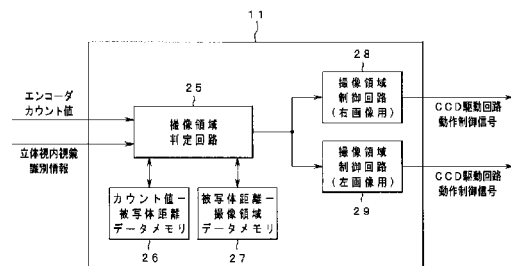 11
25
28
エンコーダ
カウント値
撮像領域
判定回路
撮像領域
制御回路
(右画像用)
CCD駆動回路
動作制御信号
立体視内視鏡
識別情報
撮像領域
制御回路
(左画像用)
CCD駆動回路
動作制御信号
29
カウント値-
被写体距離
データメモリ
被写体距離-
撮像領域
データメモリ
26
27